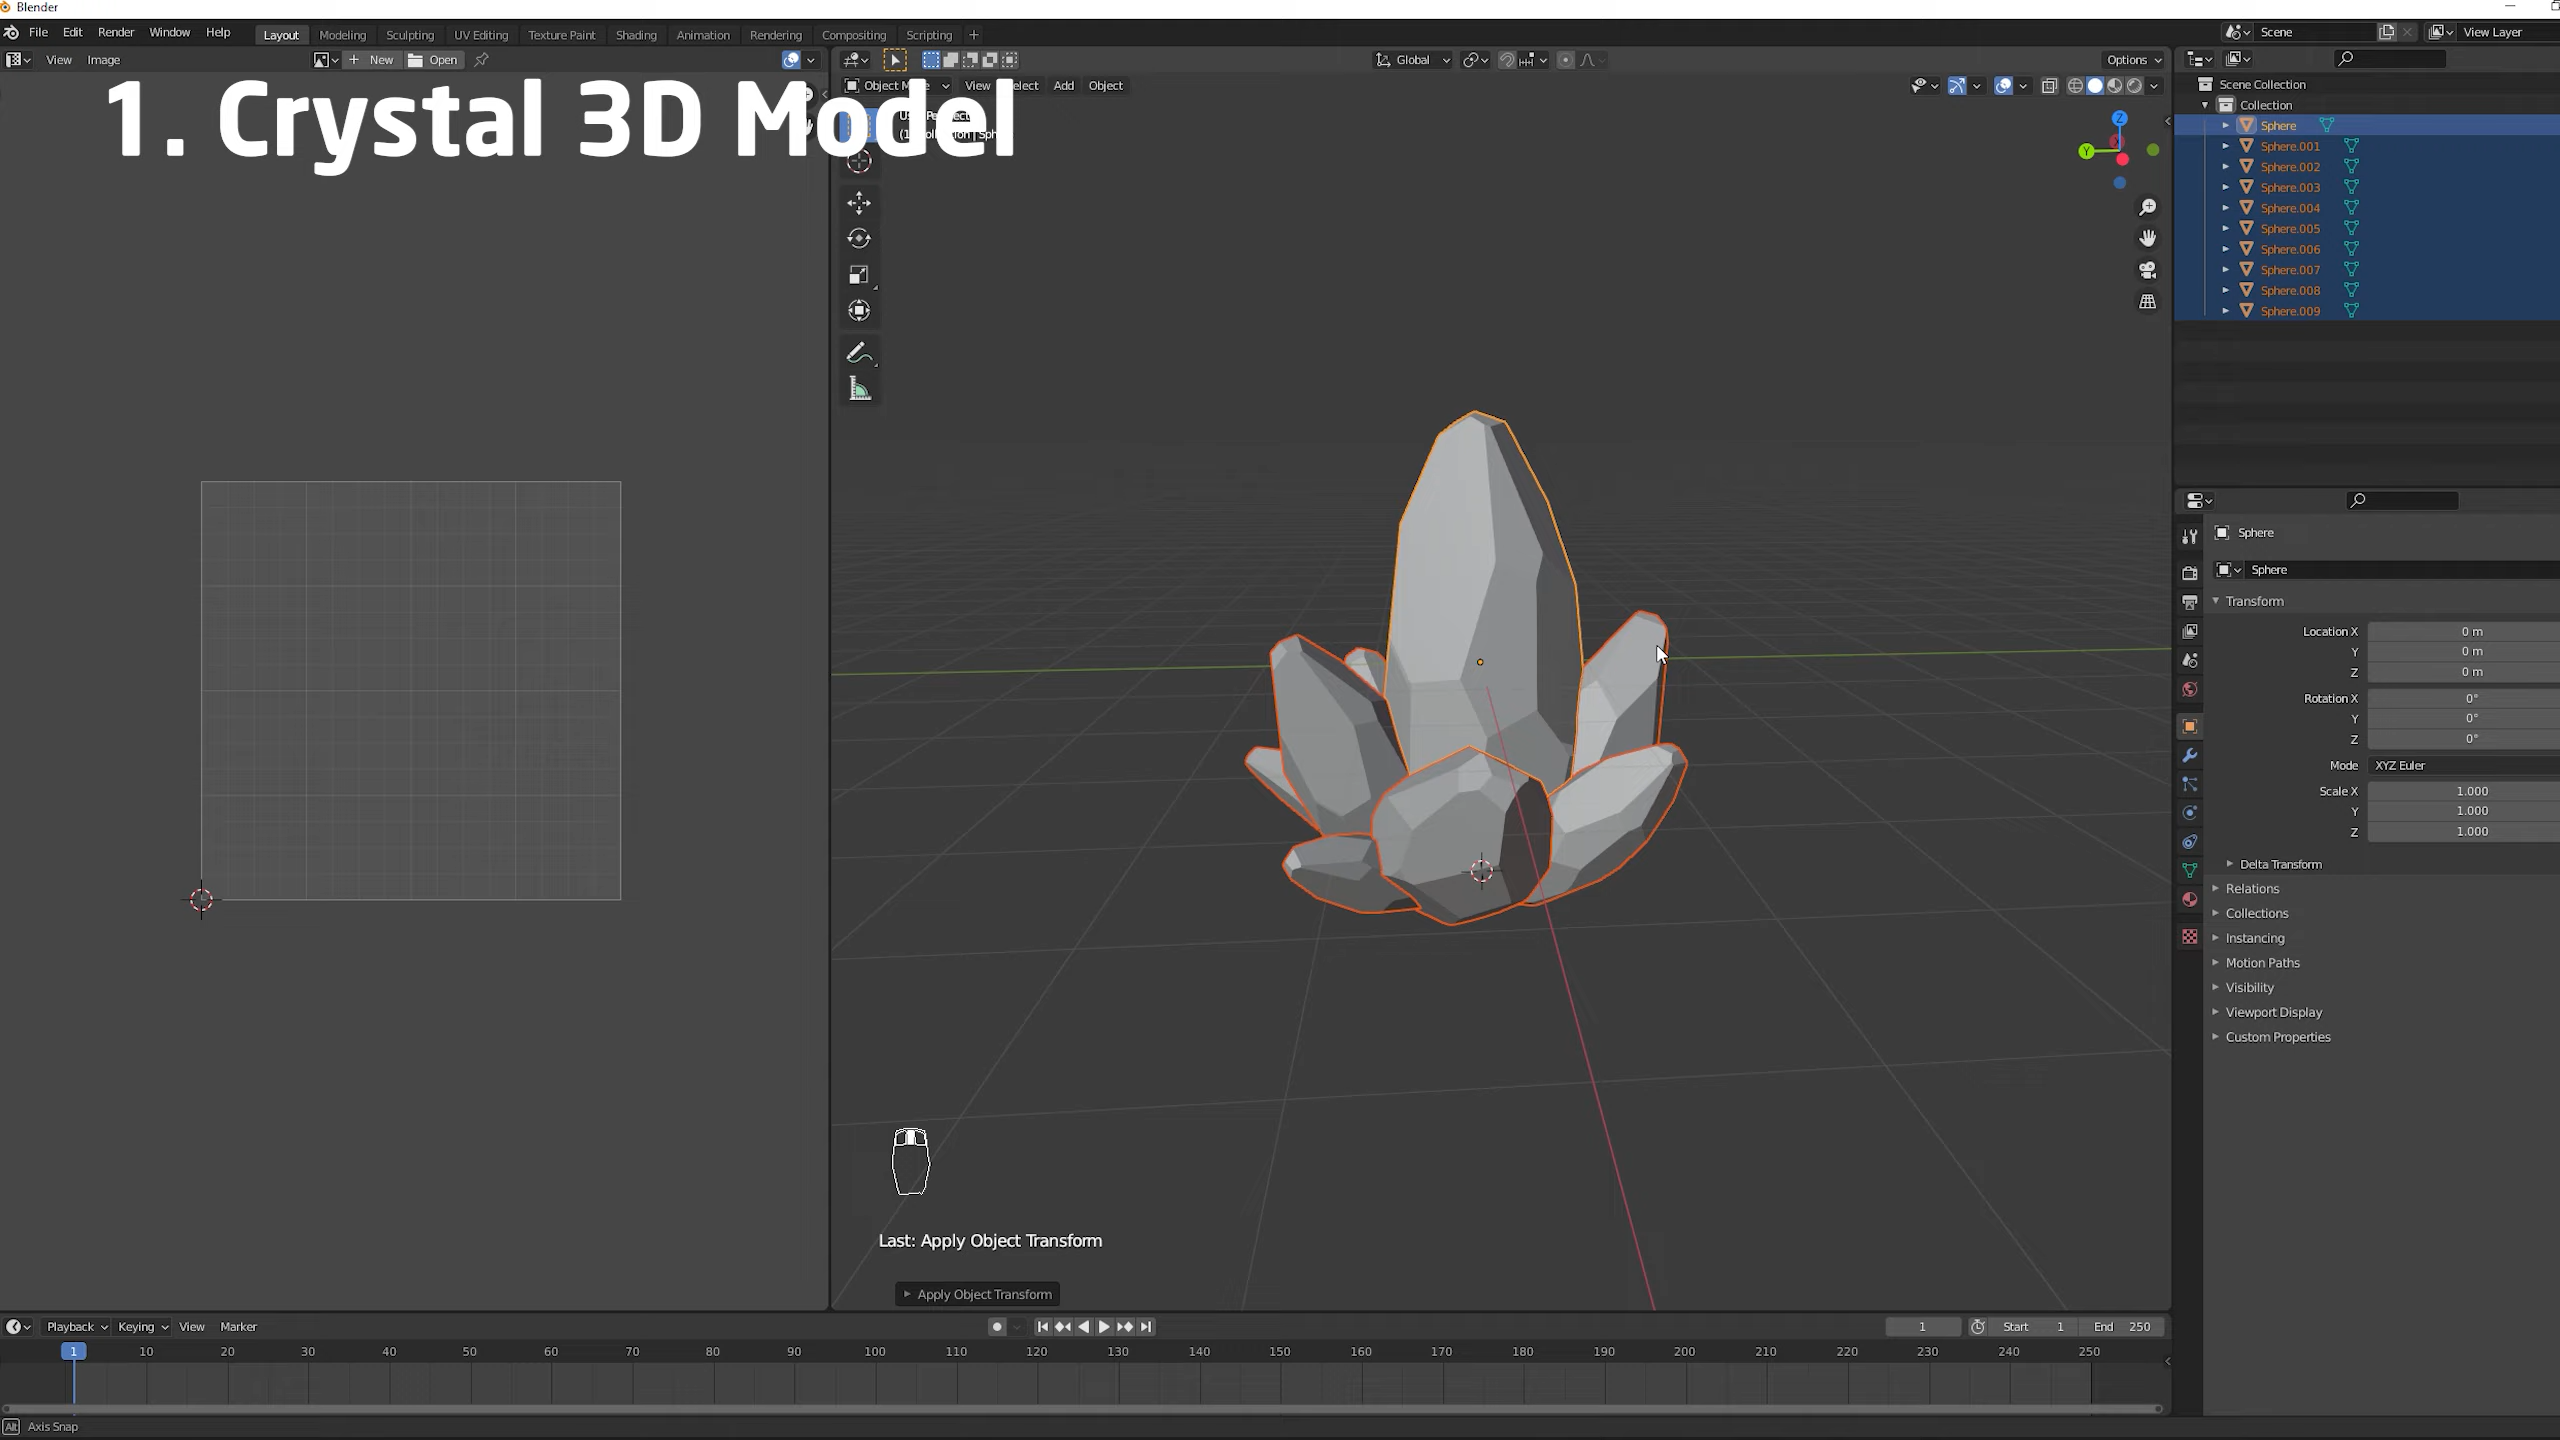 Blender
File Edit Render Window Help Layout Modeling Sculpting UV Editing Texture Paint Shading Animation Rendering Compositing Scripting + Scene View Layer
View Image + New Open Global Options
Object View Add Object
1. Crystal 3D Model
Scene Collection
Collection
Sphere
Sphere.001
Sphere.002
Sphere.003
Sphere.004
Sphere.005
Sphere.006
Sphere.007
Sphere.008
Sphere.009
Z
Y
Sphere
Sphere
Transform
Location X 0 m
Y 0 m
Z 0 m
Rotation X 0°
Y 0°
Z 0°
Mode XYZ Euler
Scale X 1.000
Y 1.000
Z 1.000
Delta Transform
Relations
Collections
Instancing
Motion Paths
Visibility
Viewport Display
Custom Properties
Last: Apply Object Transform
Apply Object Transform
Playback Keying View Marker 1 Start 1 End 250
1 10 20 30 40 50 60 70 80 90 100 110 120 130 140 150 160 170 180 190 200 210 220 230 240 250
Alt Axis Snap